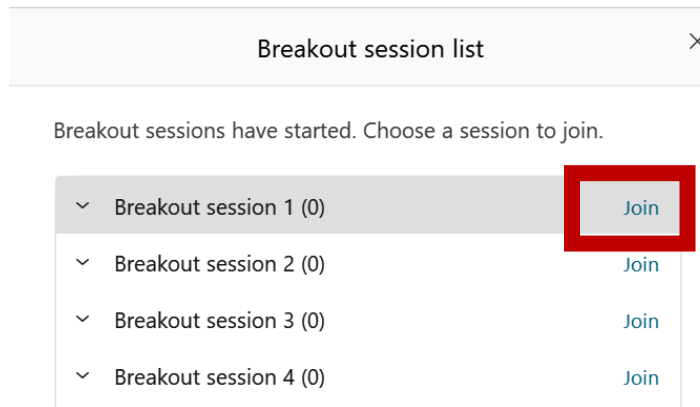 Breakout session list
Breakout sessions have started. Choose a session to join.
Breakout session 1 (0) Join
Breakout session 2 (0) Join
Breakout session 3 (0) Join
Breakout session 4 (0) Join